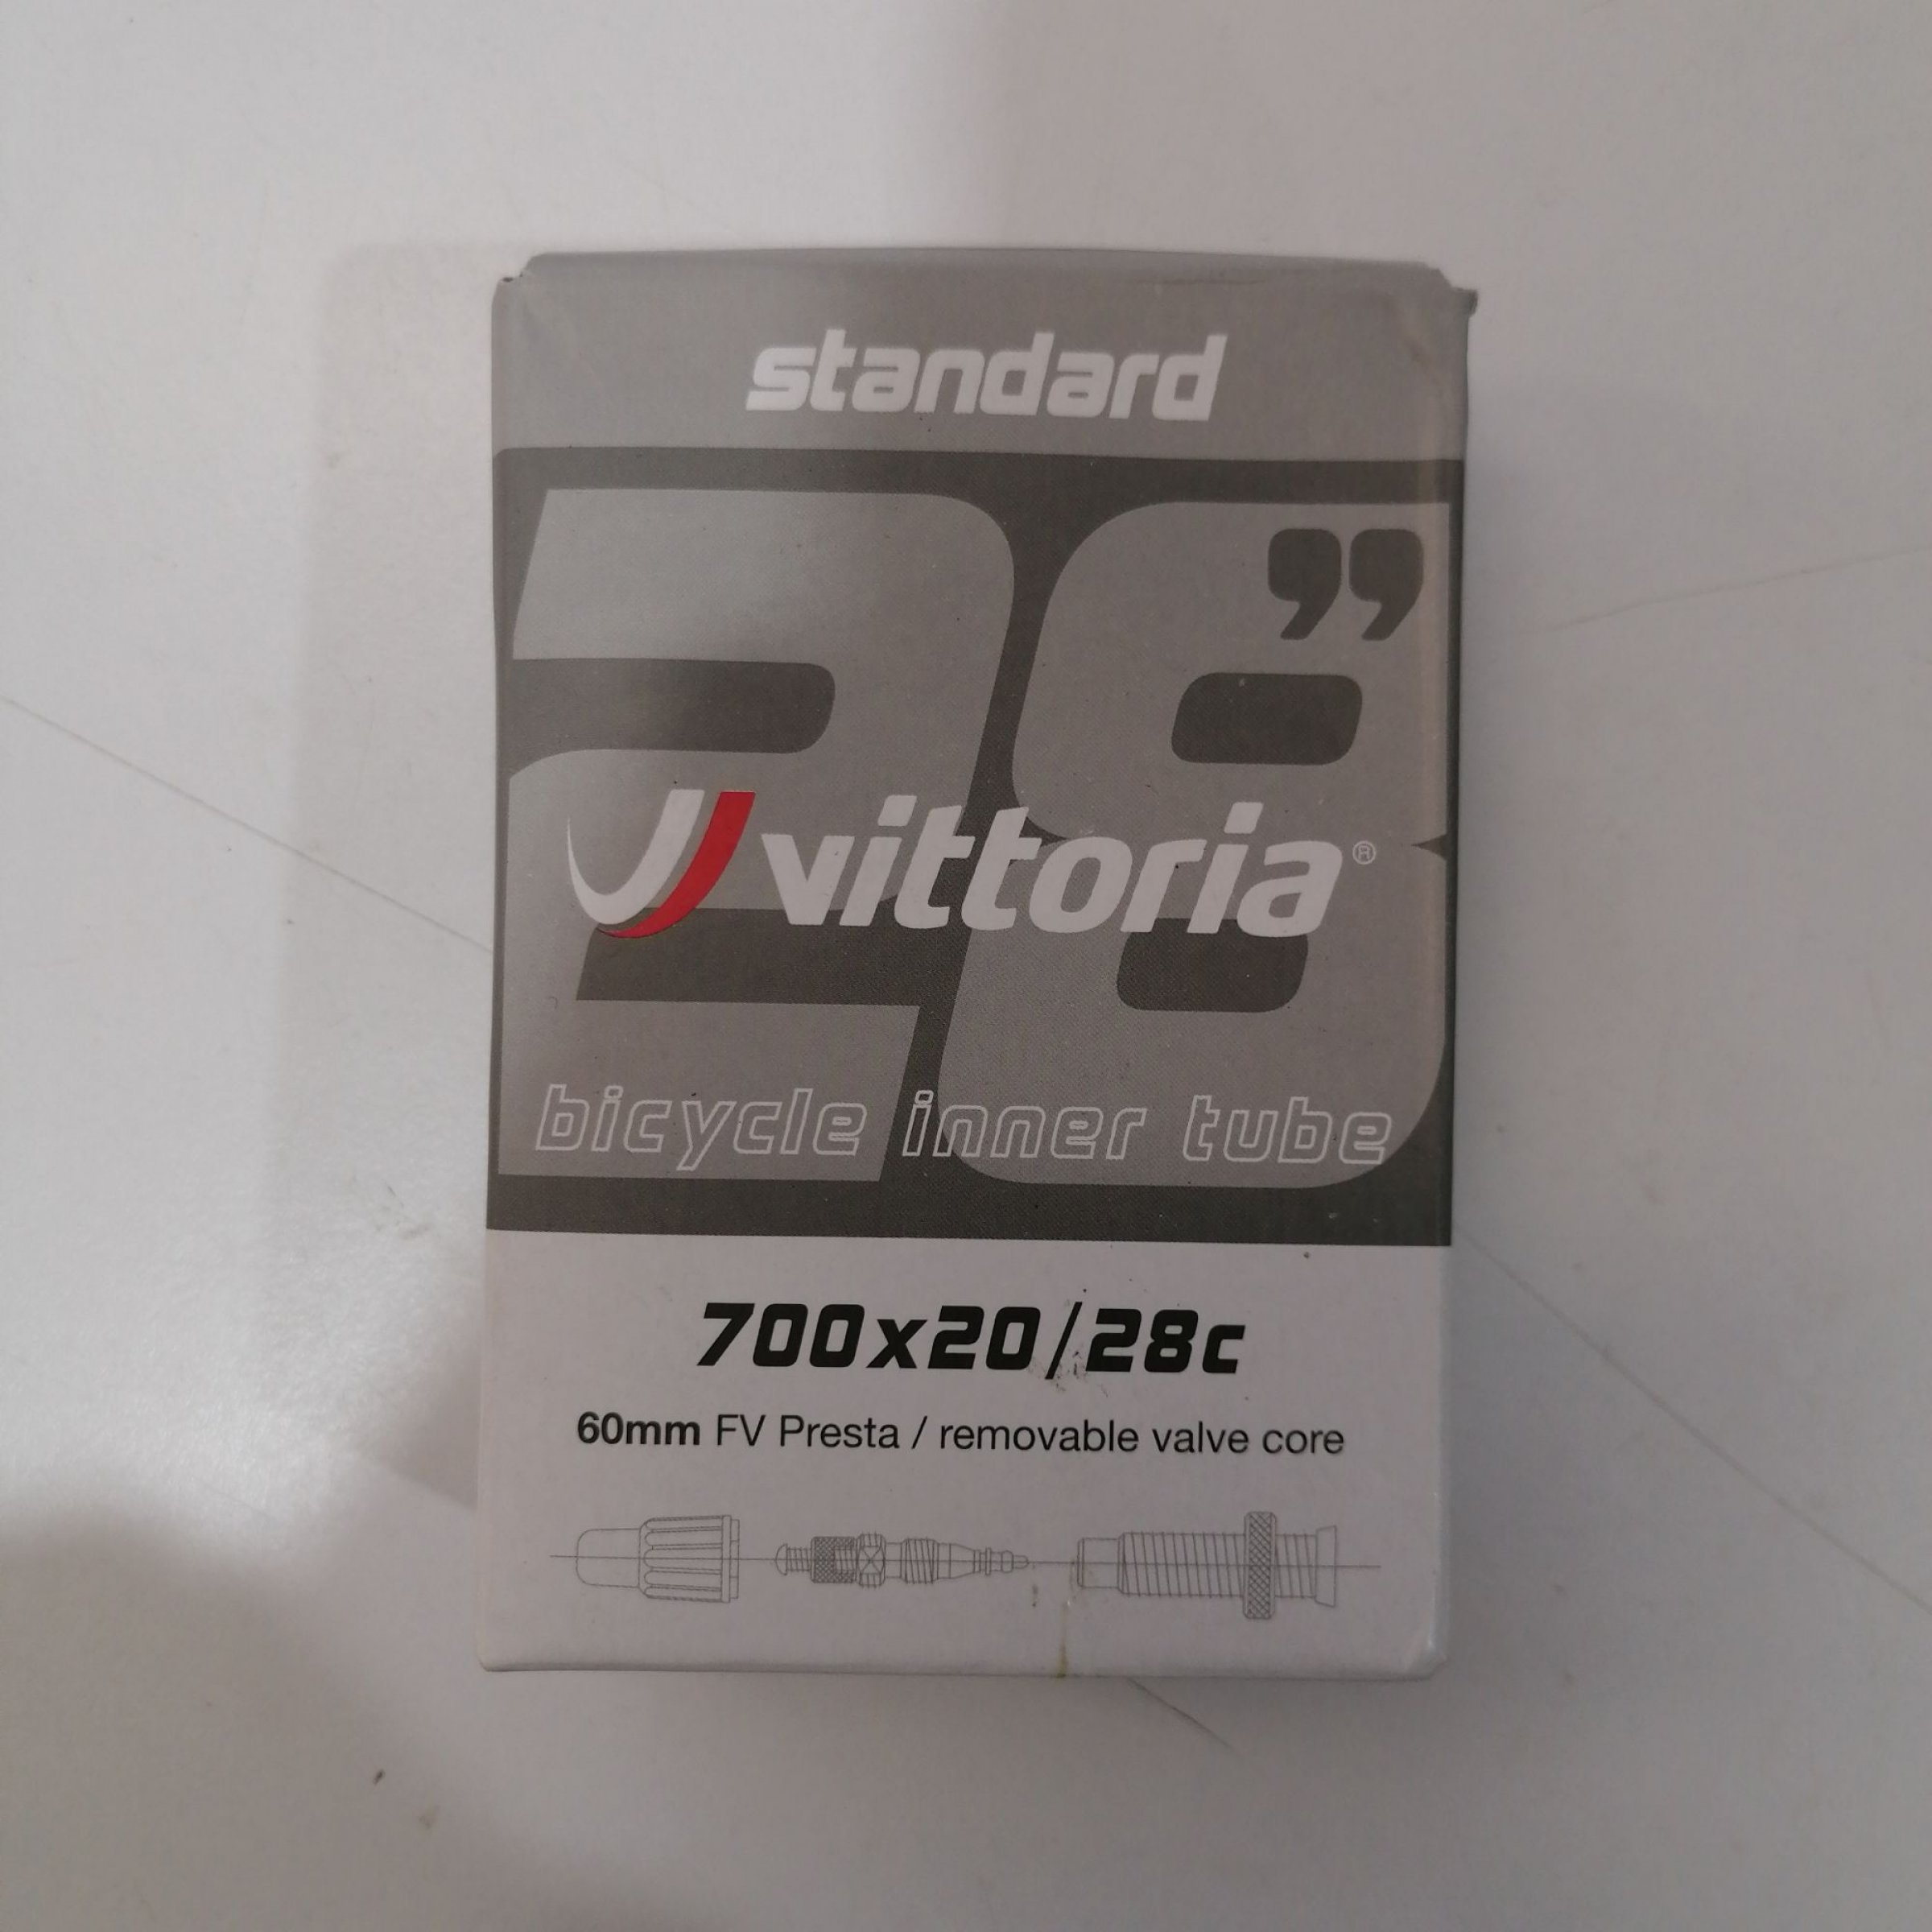 standard
28”
vittoria®
bicycle inner tube
700x20/28c
60mm FV Presta / removable valve core